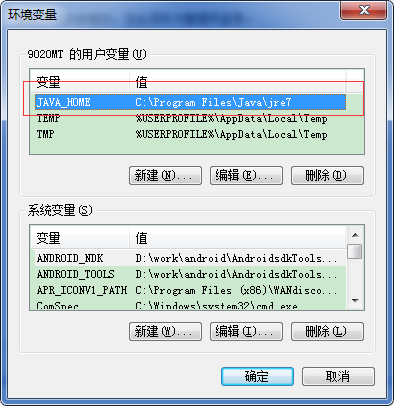 环境变量
9020MT 的用户变量(U)
变量 值
JAVA_HOME C:\Program Files\Java\jre7
TEMP %USERPROFILE%\AppData\Local\Temp
TMP %USERPROFILE%\AppData\Local\Temp
新建(N)... 编辑(E)... 删除(D)
系统变量(S)
变量 值
ANDROID_NDK D:\work\android\AndroidsdkTools...
ANDROID_TOOLS D:\work\android\AndroidsdkTools...
APR_ICONV1_PATH C:\Program Files (x86)\WANdisco...
ComSpec C:\Windows\system32\cmd.exe
新建(W)... 编辑(I)... 删除(L)
确定 取消